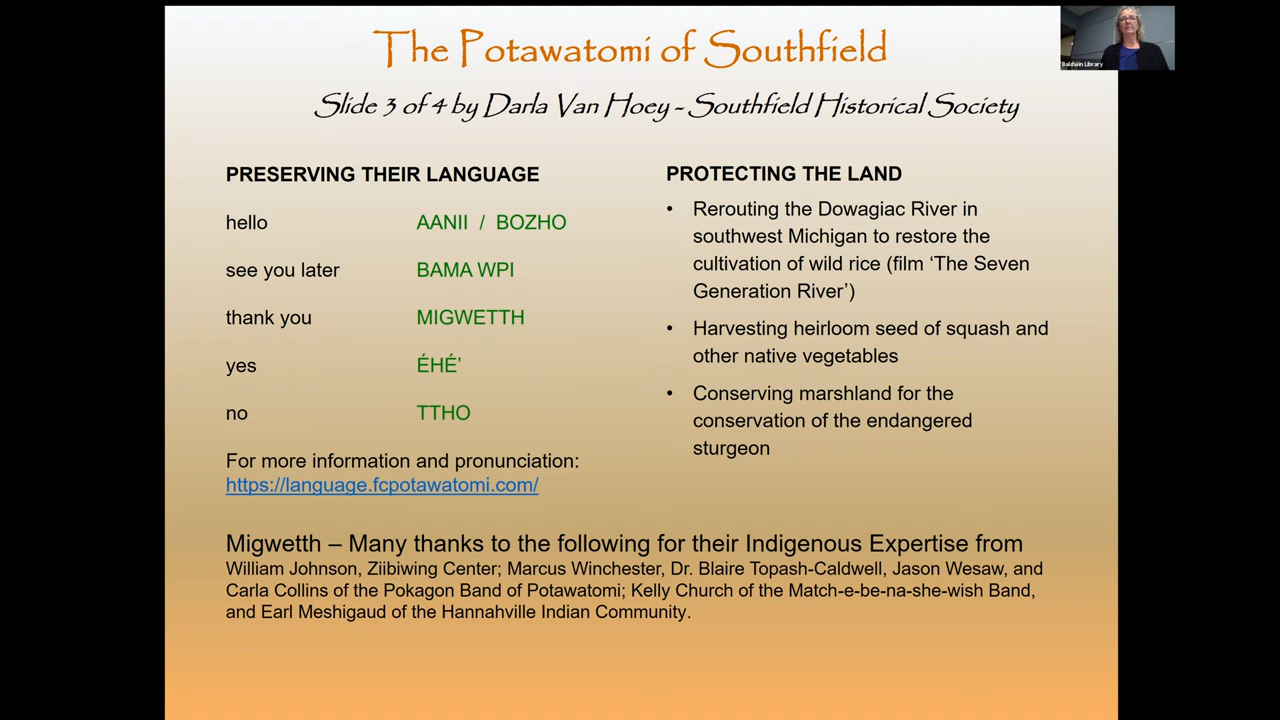 The Potawatomi of Southfield
Slide 3 of 4 by Darla Van Hoey - Southfield Historical Society
PRESERVING THEIR LANGUAGE
hello AANII / BOZHO
see you later BAMA WPI
thank you MIGWETTH
yes ÉHÉ’
no TTHO
For more information and pronunciation:
https://language.fcpotawatomi.com/
PROTECTING THE LAND
• Rerouting the Dowagiac River in
southwest Michigan to restore the
cultivation of wild rice (film ‘The Seven
Generation River’)
• Harvesting heirloom seed of squash and
other native vegetables
• Conserving marshland for the
conservation of the endangered
sturgeon
Migwetth – Many thanks to the following for their Indigenous Expertise from
William Johnson, Ziibiwing Center; Marcus Winchester, Dr. Blaire Topash-Caldwell, Jason Wesaw, and
Carla Collins of the Pokagon Band of Potawatomi; Kelly Church of the Match-e-be-na-she-wish Band,
and Earl Meshigaud of the Hannahville Indian Community.
Baldwin Library